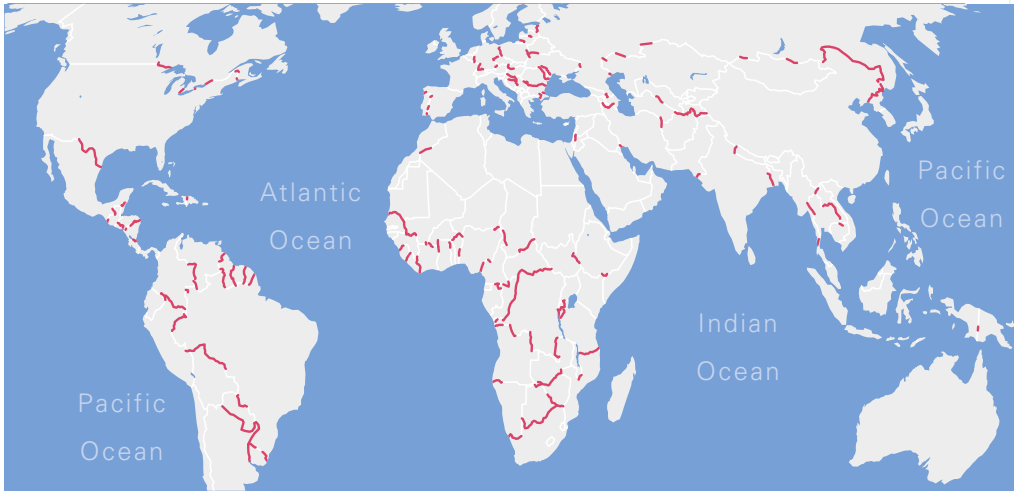 Atlantic
Ocean
Pacific
Ocean
Indian
Ocean
Pacific
Ocean